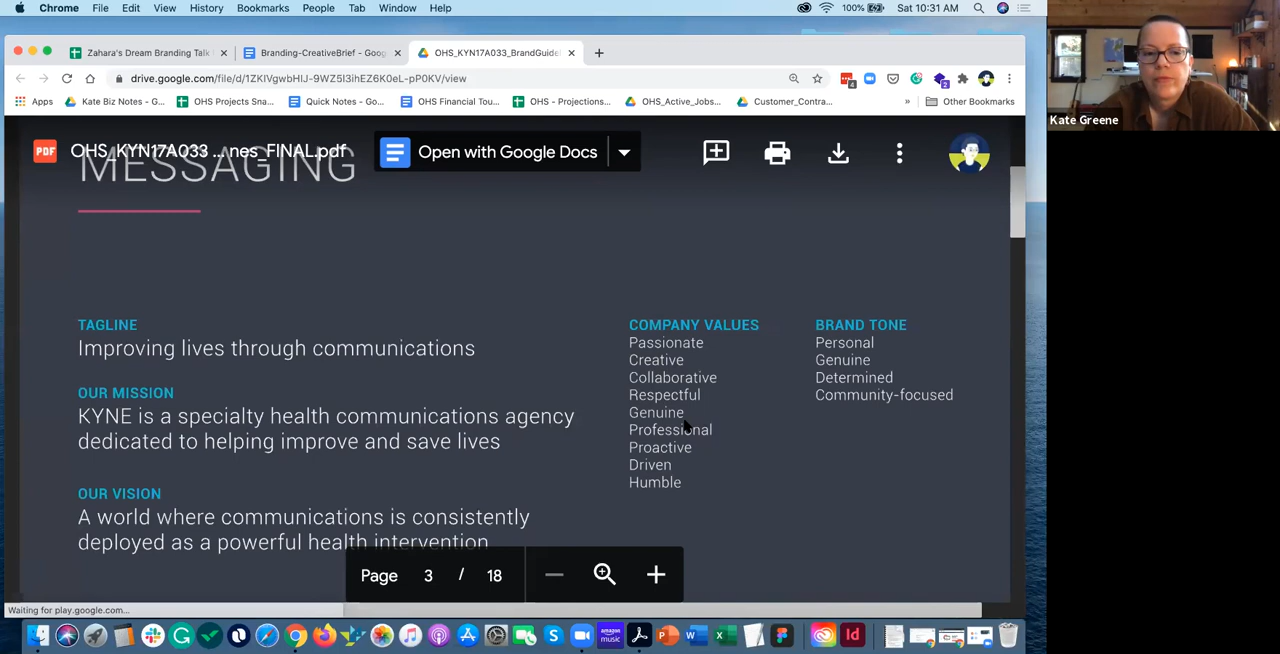 Chrome File Edit View History Bookmarks People Tab Window Help 100% Sat 10:31 AM
Zahara's Dream Branding Talk Branding-CreativeBrief - Goog OHS_KYN17A033_BrandGuide
drive.google.com/file/d/1ZKIVgwbHIJ-9WZ5I3ihEZ6K0eL-pP0KV/view
Apps Kate Biz Notes - G... OHS Projects Sna... Quick Notes - Go... OHS Financial Tou... OHS - Projections... OHS_Active_Jobs... Customer_Contra... » Other Bookmarks
Kate Greene
PDF OHS_KYN17A033 ... nes_FINAL.pdf Open with Google Docs
MESSAGING
TAGLINE
Improving lives through communications
OUR MISSION
KYNE is a specialty health communications agency
dedicated to helping improve and save lives
OUR VISION
A world where communications is consistently
deployed as a powerful health intervention
COMPANY VALUES
Passionate
Creative
Collaborative
Respectful
Genuine
Professional
Proactive
Driven
Humble
BRAND TONE
Personal
Genuine
Determined
Community-focused
Page 3 / 18
Waiting for play.google.com...